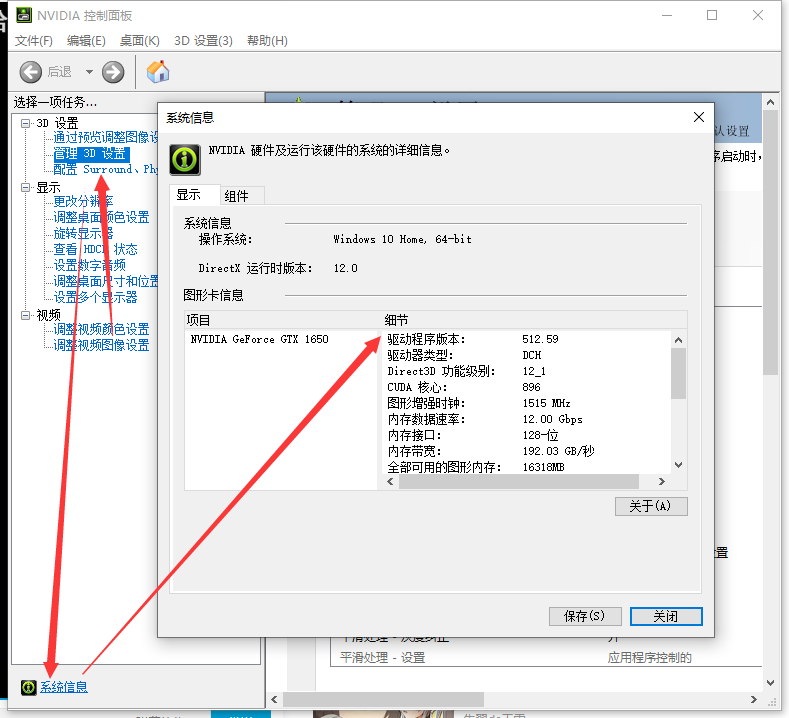 NVIDIA 控制面板
文件(F) 编辑(E) 桌面(K) 3D 设置(3) 帮助(H)
后退
选择一项任务...
3D 设置
通过预览调整图像设
管理 3D 设置
配置 Surround、Phy
显示
更改分辨率
调整桌面颜色设置
旋转显示器
查看 HDCP 状态
设置数字音频
调整桌面尺寸和位置
设置多个显示器
视频
调整视频颜色设置
调整视频图像设置
系统信息
系统信息
NVIDIA 硬件及运行该硬件的系统的详细信息。
显示 组件
系统信息
操作系统: Windows 10 Home, 64-bit
DirectX 运行时版本: 12.0
图形卡信息
项目 细节
NVIDIA GeForce GTX 1650
驱动程序版本: 512.59
驱动器类型: DCH
Direct3D 功能级别: 12_1
CUDA 核心: 896
图形增强时钟: 1515 MHz
内存数据速率: 12.00 Gbps
内存接口: 128-位
内存带宽: 192.03 GB/秒
全部可用的图形内存: 16318MB
关于(A)
保存(S) 关闭
认设置
序启动时,
置
平滑处理 - 设置 应用程序控制的